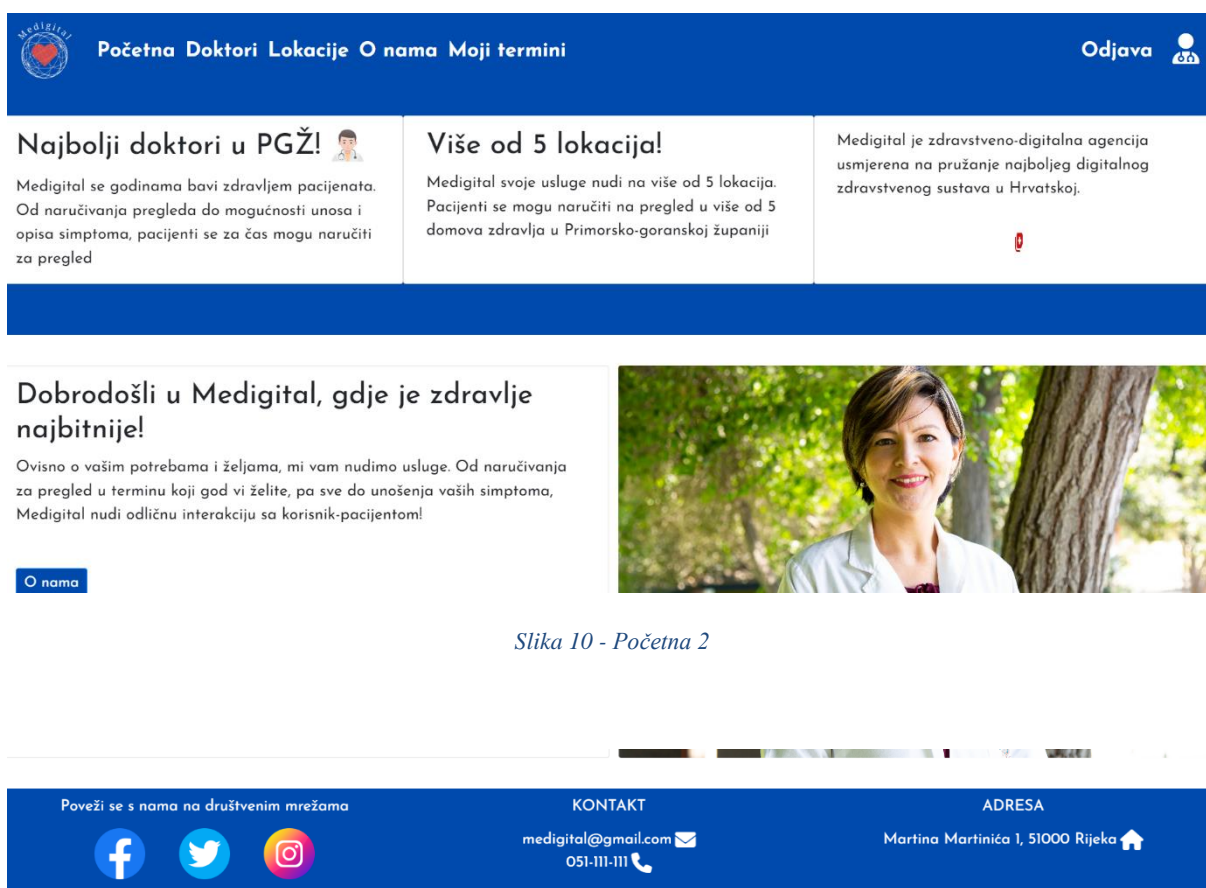 Medigital
Početna Doktori Lokacije O nama Moji termini
Odjava
Najbolji doktori u PGŽ!
Medigital se godinama bavi zdravljem pacijenata.
Od naručivanja pregleda do mogućnosti unosa i
opisa simptoma, pacijenti se za čas mogu naručiti
za pregled
Više od 5 lokacija!
Medigital svoje usluge nudi na više od 5 lokacija.
Pacijenti se mogu naručiti na pregled u više od 5
domova zdravlja u Primorsko-goranskoj županiji
Medigital je zdravstveno-digitalna agencija
usmjerena na pružanje najboljeg digitalnog
zdravstvenog sustava u Hrvatskoj.
Dobrodošli u Medigital, gdje je zdravlje
najbitnije!
Ovisno o vašim potrebama i željama, mi vam nudimo usluge. Od naručivanja
za pregled u terminu koji god vi želite, pa sve do unošenja vaših simptoma,
Medigital nudi odličnu interakciju sa korisnik-pacijentom!
O nama
Slika 10 - Početna 2
Poveži se s nama na društvenim mrežama
KONTAKT
medigital@gmail.com
051-111-111
ADRESA
Martina Martinića 1, 51000 Rijeka